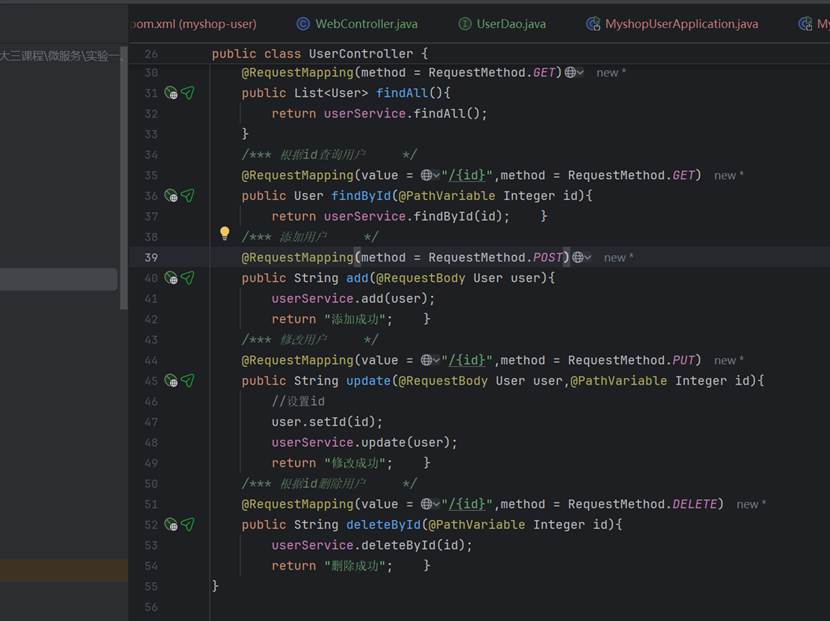 pom.xml (myshop-user) WebController.java UserDao.java MyshopUserApplication.java My
大三课程\微服务\实验一
26 public class UserController {
30 @RequestMapping(method = RequestMethod.GET) new *
31 public List<User> findAll(){
32 return userService.findAll();
33 }
34 /*** 根据id查询用户 */
35 @RequestMapping(value = "/{id}",method = RequestMethod.GET) new *
36 public User findById(@PathVariable Integer id){
37 return userService.findById(id); }
38 /*** 添加用户 */
39 @RequestMapping(method = RequestMethod.POST) new *
40 public String add(@RequestBody User user){
41 userService.add(user);
42 return "添加成功"; }
43 /*** 修改用户 */
44 @RequestMapping(value = "/{id}",method = RequestMethod.PUT) new *
45 public String update(@RequestBody User user,@PathVariable Integer id){
46 //设置id
47 user.setId(id);
48 userService.update(user);
49 return "修改成功"; }
50 /*** 根据id删除用户 */
51 @RequestMapping(value = "/{id}",method = RequestMethod.DELETE) new *
52 public String deleteById(@PathVariable Integer id){
53 userService.deleteById(id);
54 return "删除成功"; }
55 }
56